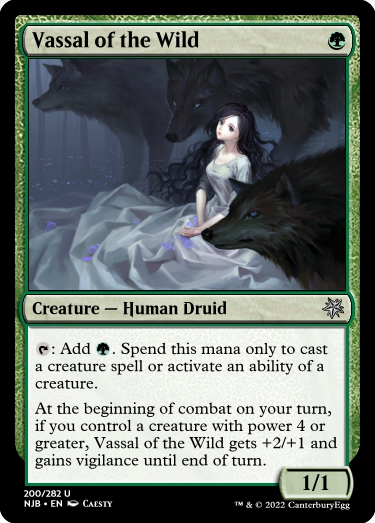 Vassal of the Wild
Creature — Human Druid
: Add . Spend this mana only to cast
a creature spell or activate an ability of a
creature.
At the beginning of combat on your turn,
if you control a creature with power 4 or
greater, Vassal of the Wild gets +2/+1 and
gains vigilance until end of turn.
1/1
200/282 U
NJB • EN CAESTY
™ & © 2022 CanterburyEgg